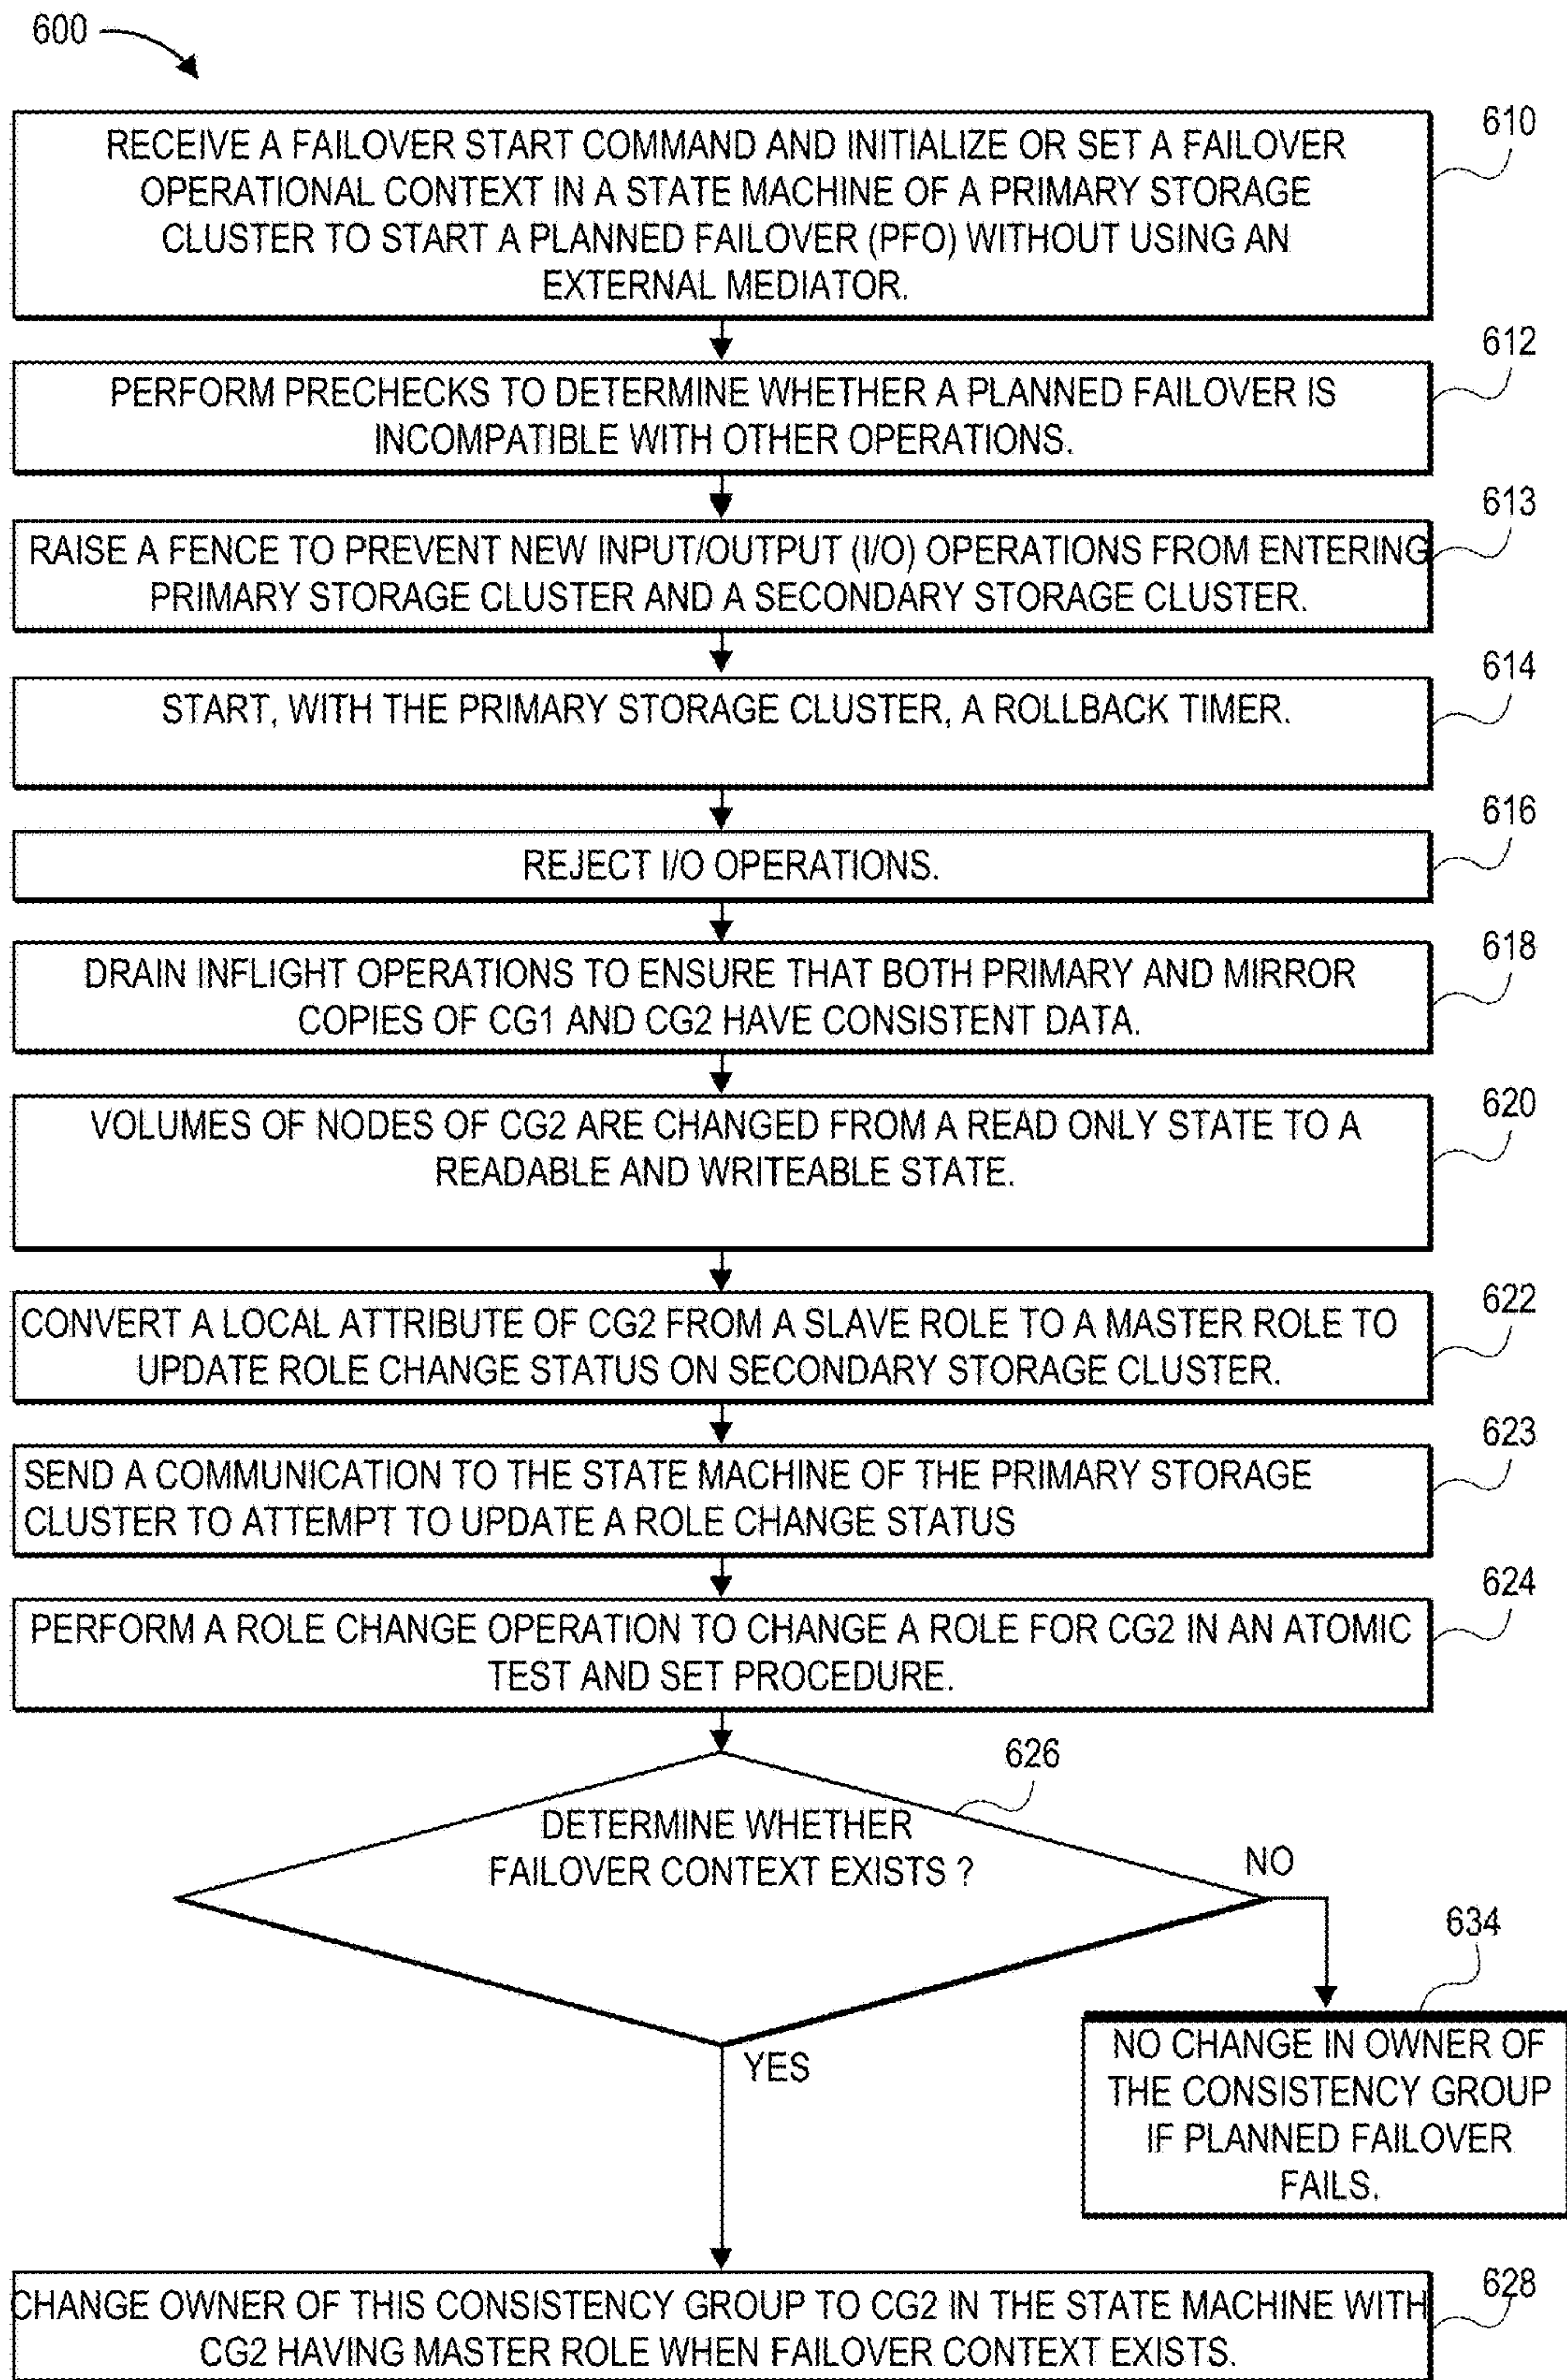 600
610
RECEIVE A FAILOVER START COMMAND AND INITIALIZE OR SET A FAILOVER
OPERATIONAL CONTEXT IN A STATE MACHINE OF A PRIMARY STORAGE
CLUSTER TO START A PLANNED FAILOVER (PFO) WITHOUT USING AN
EXTERNAL MEDIATOR.
612
PERFORM PRECHECKS TO DETERMINE WHETHER A PLANNED FAILOVER IS
INCOMPATIBLE WITH OTHER OPERATIONS.
613
RAISE A FENCE TO PREVENT NEW INPUT/OUTPUT (I/O) OPERATIONS FROM ENTERING
PRIMARY STORAGE CLUSTER AND A SECONDARY STORAGE CLUSTER.
614
START, WITH THE PRIMARY STORAGE CLUSTER, A ROLLBACK TIMER.
616
REJECT I/O OPERATIONS.
618
DRAIN INFLIGHT OPERATIONS TO ENSURE THAT BOTH PRIMARY AND MIRROR
COPIES OF CG1 AND CG2 HAVE CONSISTENT DATA.
620
VOLUMES OF NODES OF CG2 ARE CHANGED FROM A READ ONLY STATE TO A
READABLE AND WRITEABLE STATE.
622
CONVERT A LOCAL ATTRIBUTE OF CG2 FROM A SLAVE ROLE TO A MASTER ROLE TO
UPDATE ROLE CHANGE STATUS ON SECONDARY STORAGE CLUSTER.
623
SEND A COMMUNICATION TO THE STATE MACHINE OF THE PRIMARY STORAGE
CLUSTER TO ATTEMPT TO UPDATE A ROLE CHANGE STATUS
624
PERFORM A ROLE CHANGE OPERATION TO CHANGE A ROLE FOR CG2 IN AN ATOMIC
TEST AND SET PROCEDURE.
626
DETERMINE WHETHER
FAILOVER CONTEXT EXISTS ?
NO
634
NO CHANGE IN OWNER OF
THE CONSISTENCY GROUP
IF PLANNED FAILOVER
FAILS.
YES
628
CHANGE OWNER OF THIS CONSISTENCY GROUP TO CG2 IN THE STATE MACHINE WITH
CG2 HAVING MASTER ROLE WHEN FAILOVER CONTEXT EXISTS.